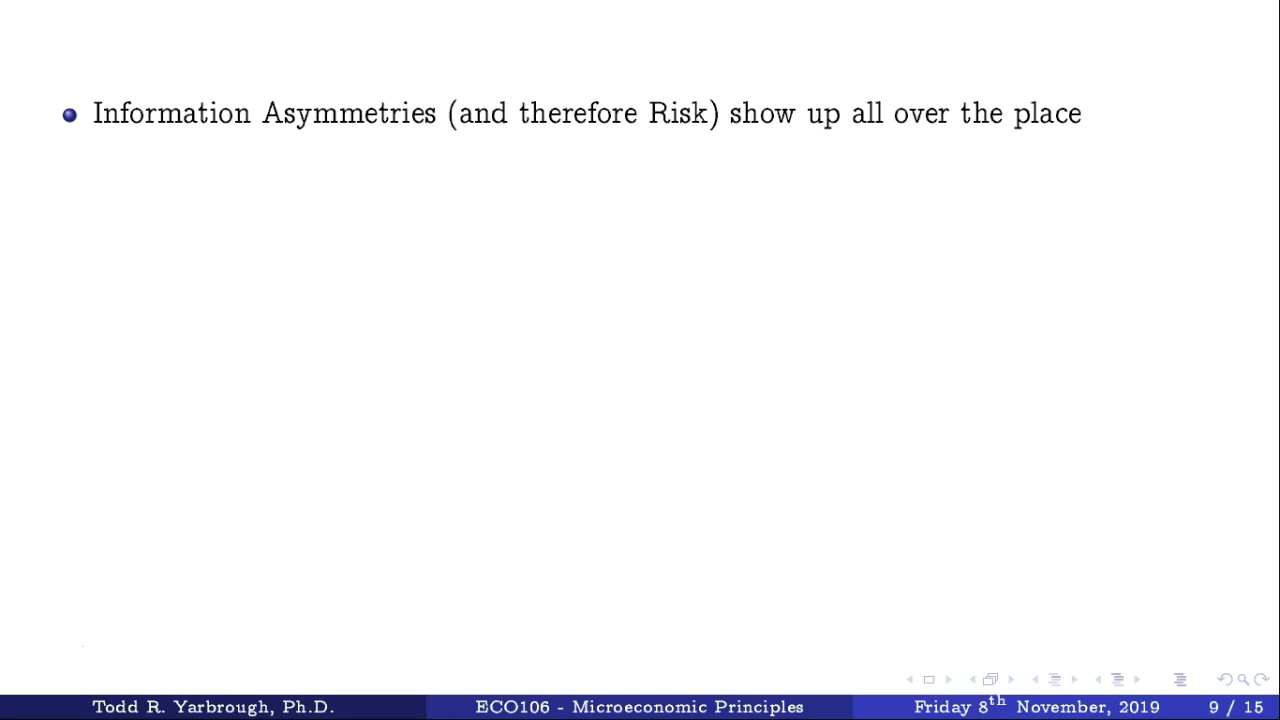 Information Asymmetries (and therefore Risk) show up all over the place
Todd R. Yarbrough, Ph.D. ECO106 - Microeconomic Principles Friday 8th November, 2019 9 / 15